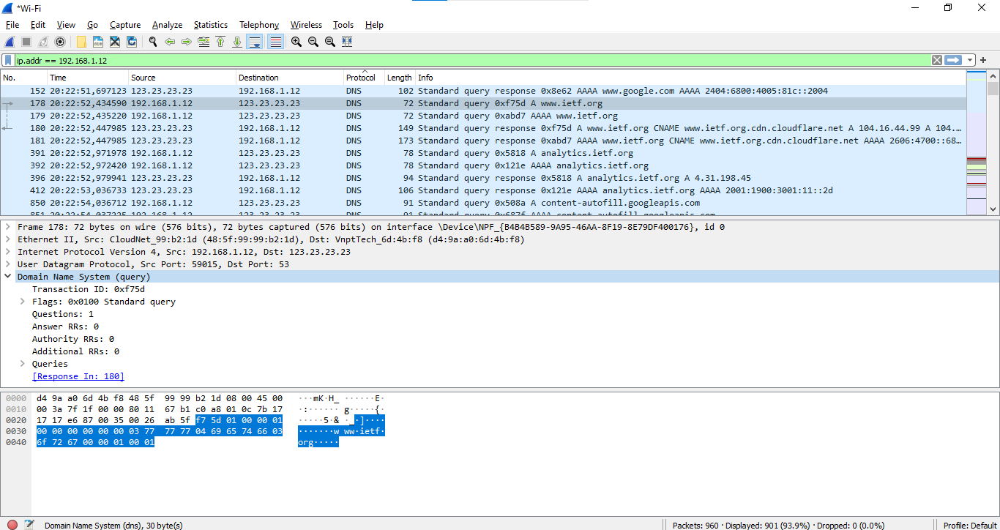 *Wi-Fi
File Edit View Go Capture Analyze Statistics Telephony Wireless Tools Help
ip.addr == 192.168.1.12
No. Time Source Destination Protocol Length Info
152 20:22:51,697123 123.23.23.23 192.168.1.12 DNS 102 Standard query response 0x8e62 AAAA www.google.com AAAA 2404:6800:4005:81c::2004
178 20:22:52,434590 192.168.1.12 123.23.23.23 DNS 72 Standard query 0xf75d A www.ietf.org
179 20:22:52,435220 192.168.1.12 123.23.23.23 DNS 72 Standard query 0xabd7 AAAA www.ietf.org
180 20:22:52,447985 123.23.23.23 192.168.1.12 DNS 149 Standard query response 0xf75d A www.ietf.org CNAME www.ietf.org.cdn.cloudflare.net A 104.16.44.99 A 104.…
181 20:22:52,447985 123.23.23.23 192.168.1.12 DNS 173 Standard query response 0xabd7 AAAA www.ietf.org CNAME www.ietf.org.cdn.cloudflare.net AAAA 2606:4700::68…
391 20:22:52,971978 192.168.1.12 123.23.23.23 DNS 78 Standard query 0x5818 A analytics.ietf.org
392 20:22:52,972420 192.168.1.12 123.23.23.23 DNS 78 Standard query 0x121e AAAA analytics.ietf.org
396 20:22:52,979941 123.23.23.23 192.168.1.12 DNS 94 Standard query response 0x5818 A analytics.ietf.org A 4.31.198.45
412 20:22:53,036733 123.23.23.23 192.168.1.12 DNS 106 Standard query response 0x121e AAAA analytics.ietf.org AAAA 2001:1900:3001:11::2d
850 20:22:54,036712 192.168.1.12 123.23.23.23 DNS 91 Standard query 0x508a A content-autofill.googleapis.com
851 20:22:54,037225 192.168.1.12 123.23.23.23 DNS 91 Standard query 0x687f AAAA content-autofill.googleapis.com
Frame 178: 72 bytes on wire (576 bits), 72 bytes captured (576 bits) on interface \Device\NPF_{B4B4B589-9A95-46AA-8F19-8E79DF400176}, id 0
Ethernet II, Src: CloudNet_99:b2:1d (48:5f:99:99:b2:1d), Dst: VnptTech_6d:4b:f8 (d4:9a:a0:6d:4b:f8)
Internet Protocol Version 4, Src: 192.168.1.12, Dst: 123.23.23.23
User Datagram Protocol, Src Port: 59015, Dst Port: 53
Domain Name System (query)
Transaction ID: 0xf75d
Flags: 0x0100 Standard query
Questions: 1
Answer RRs: 0
Authority RRs: 0
Additional RRs: 0
Queries
[Response In: 180]
0000 d4 9a a0 6d 4b f8 48 5f 99 99 b2 1d 08 00 45 00 ···mK·H_ ······E·
0010 00 3a 7f 1f 00 00 80 11 67 b1 c0 a8 01 0c 7b 17 ·:······ g·····{·
0020 17 17 e6 87 00 35 00 26 ab 5f f7 5d 01 00 00 01 ·····5·& ·_·]····
0030 00 00 00 00 00 00 03 77 77 77 04 69 65 74 66 03 ·······w ww·ietf·
0040 6f 72 67 00 00 01 00 01 org·····
Domain Name System (dns), 30 byte(s) Packets: 960 · Displayed: 901 (93.9%) · Dropped: 0 (0.0%) Profile: Default